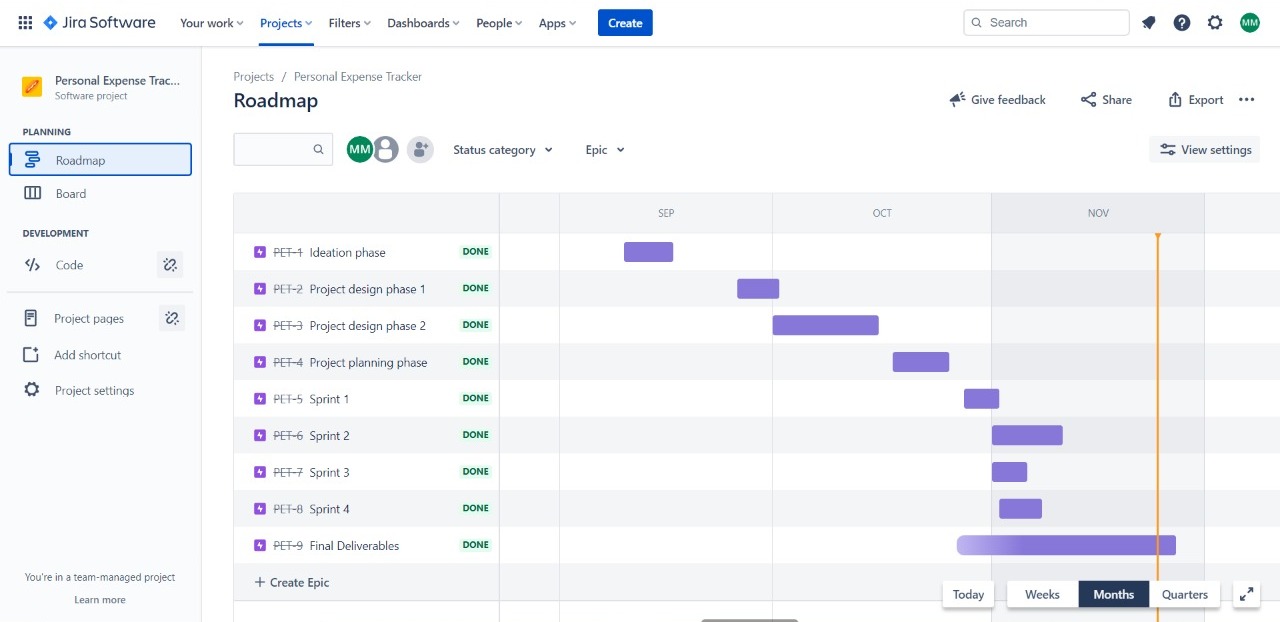 Jira Software Your work Projects Filters Dashboards People Apps Create Search MM
Personal Expense Trac...
Software project
PLANNING
Roadmap
Board
DEVELOPMENT
Code
Project pages
Add shortcut
Project settings
You're in a team-managed project
Learn more
Projects / Personal Expense Tracker
Roadmap
Give feedback Share Export
MM Status category Epic View settings
SEP OCT NOV
PET-1 Ideation phase DONE
PET-2 Project design phase 1 DONE
PET-3 Project design phase 2 DONE
PET-4 Project planning phase DONE
PET-5 Sprint 1 DONE
PET-6 Sprint 2 DONE
PET-7 Sprint 3 DONE
PET-8 Sprint 4 DONE
PET-9 Final Deliverables DONE
+ Create Epic
Today Weeks Months Quarters